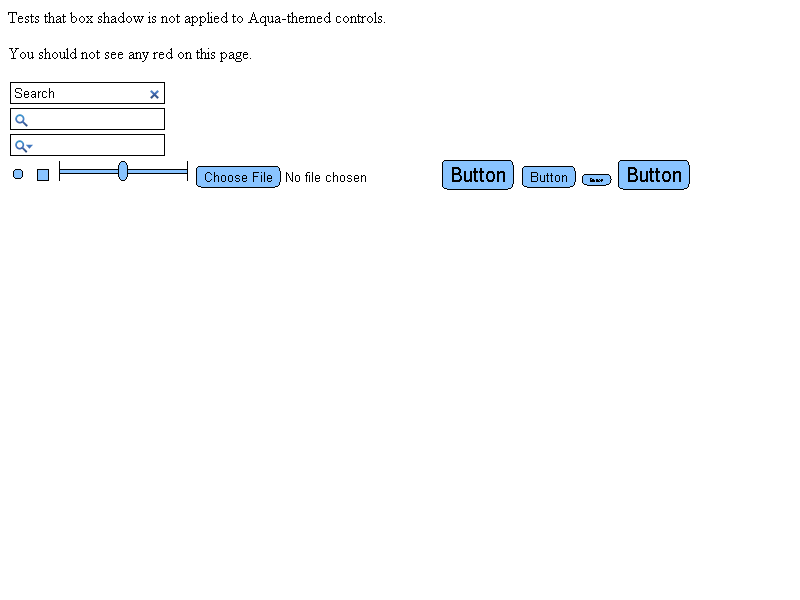 Tests that box shadow is not applied to Aqua-themed controls.
You should not see any red on this page.
Search
Choose File No file chosen Button Button Button Button